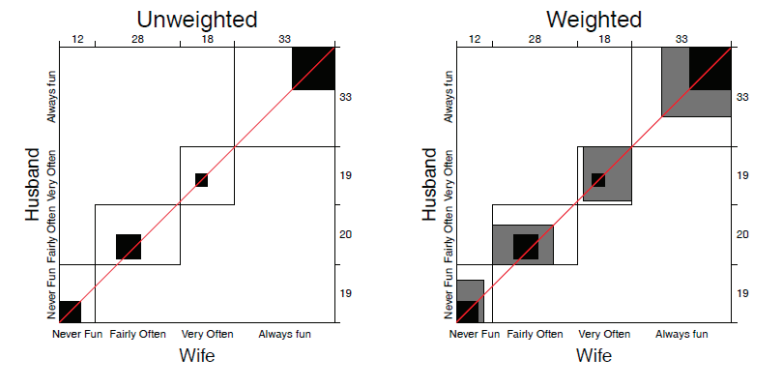 Unweighted
12 28 18 33
Husband
Always fun
Very Often
Fairly Often
Never Fun
33
19
20
19
Never Fun Fairly Often Very Often Always fun
Wife
Weighted
12 28 18 33
Husband
Always fun
Very Often
Fairly Often
Never Fun
33
19
20
19
Never Fun Fairly Often Very Often Always fun
Wife